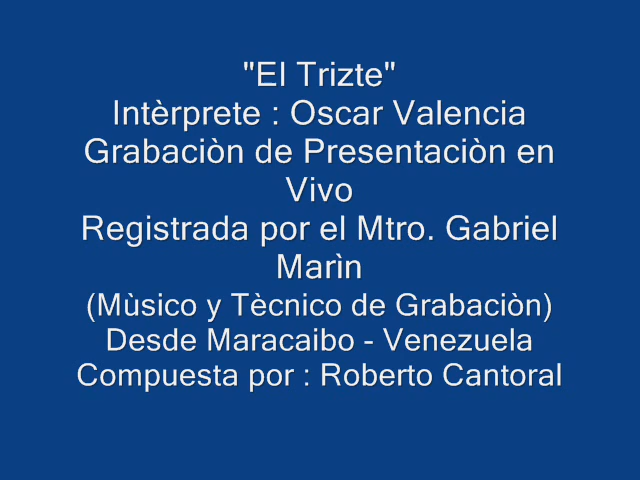 "El Trizte"
Intèrprete : Oscar Valencia
Grabaciòn de Presentaciòn en
Vivo
Registrada por el Mtro. Gabriel
Marìn
(Mùsico y Tècnico de Grabaciòn)
Desde Maracaibo - Venezuela
Compuesta por : Roberto Cantoral